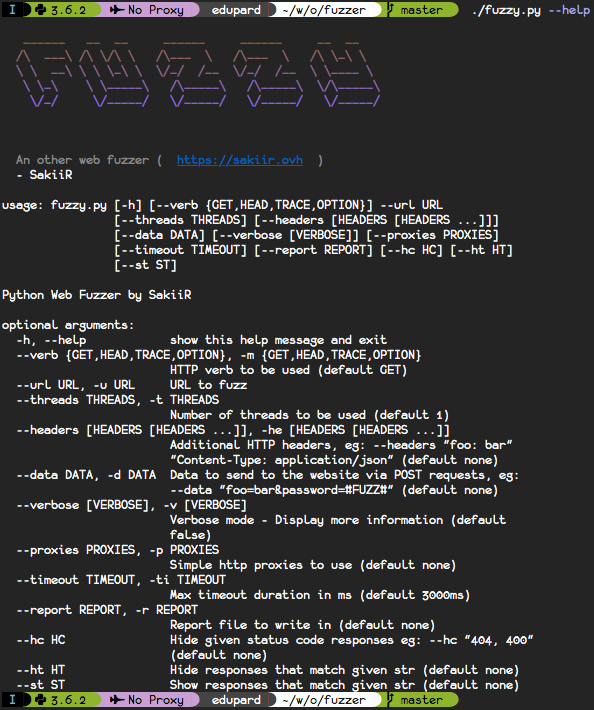 I 3.6.2 No Proxy edupard ~/w/o/fuzzer master ./fuzzy.py --help
FUZZY
An other web fuzzer ( https://sakiir.ovh )
- SakiiR
usage: fuzzy.py [-h] [--verb {GET,HEAD,TRACE,OPTION}] --url URL
[--threads THREADS] [--headers [HEADERS [HEADERS ...]]]
[--data DATA] [--verbose [VERBOSE]] [--proxies PROXIES]
[--timeout TIMEOUT] [--report REPORT] [--hc HC] [--ht HT]
[--st ST]
Python Web Fuzzer by SakiiR
optional arguments:
-h, --help show this help message and exit
--verb {GET,HEAD,TRACE,OPTION}, -m {GET,HEAD,TRACE,OPTION}
HTTP verb to be used (default GET)
--url URL, -u URL URL to fuzz
--threads THREADS, -t THREADS
Number of threads to be used (default 1)
--headers [HEADERS [HEADERS ...]], -he [HEADERS [HEADERS ...]]
Additional HTTP headers, eg: --headers "foo: bar"
"Content-Type: application/json" (default none)
--data DATA, -d DATA Data to send to the website via POST requests, eg:
--data "foo=bar&password=#FUZZ#" (default none)
--verbose [VERBOSE], -v [VERBOSE]
Verbose mode - Display more information (default
false)
--proxies PROXIES, -p PROXIES
Simple http proxies to use (default none)
--timeout TIMEOUT, -ti TIMEOUT
Max timeout duration in ms (default 3000ms)
--report REPORT, -r REPORT
Report file to write in (default none)
--hc HC Hide given status code responses eg: --hc "404, 400"
(default none)
--ht HT Hide responses that match given str (default none)
--st ST Show responses that match given str (default none)
I 3.6.2 No Proxy edupard ~/w/o/fuzzer master